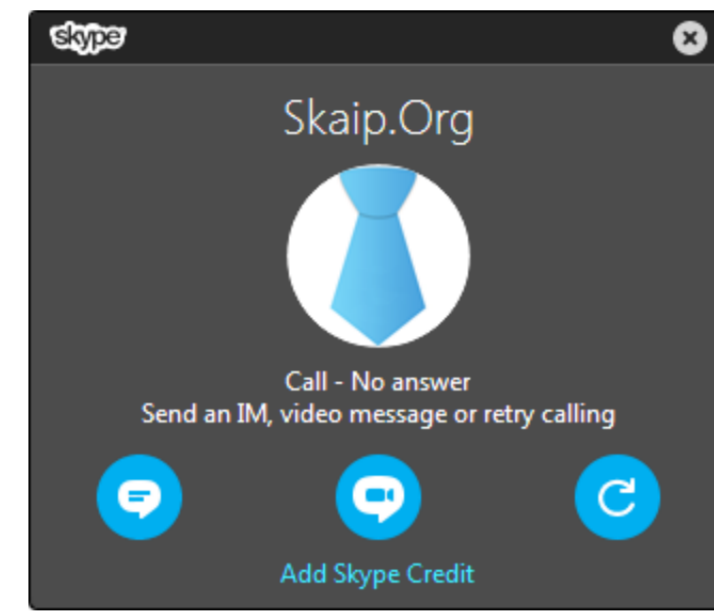 skype
Skaip.Org
Call - No answer
Send an IM, video message or retry calling
Add Skype Credit